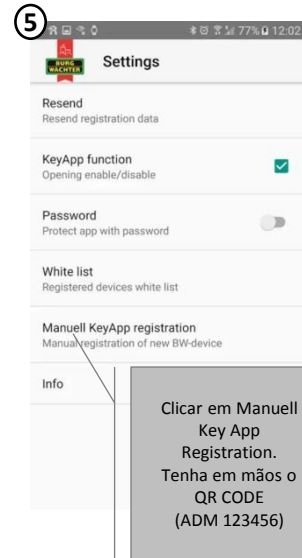 5
77% 12:02
BURG
WÄCHTER
Settings
Resend
Resend registration data
KeyApp function
Opening enable/disable
Password
Protect app with password
White list
Registered devices white list
Manuell KeyApp registration
Manual registration of new BW-device
Info
Clicar em Manuell
Key App
Registration.
Tenha em mãos o
QR CODE
(ADM 123456)